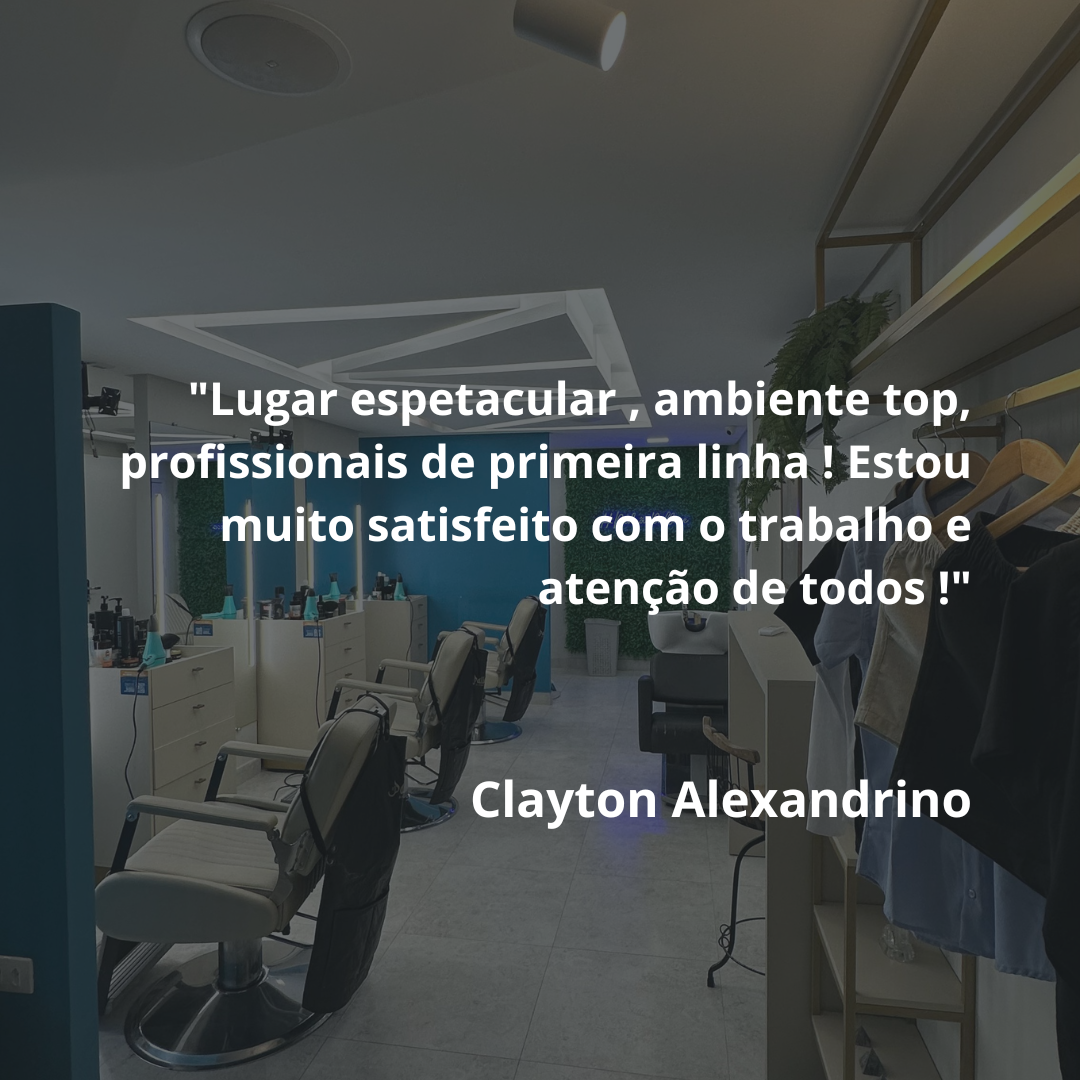 "Lugar espetacular , ambiente top,
profissionais de primeira linha ! Estou
muito satisfeito com o trabalho e
atenção de todos !"
Clayton Alexandrino